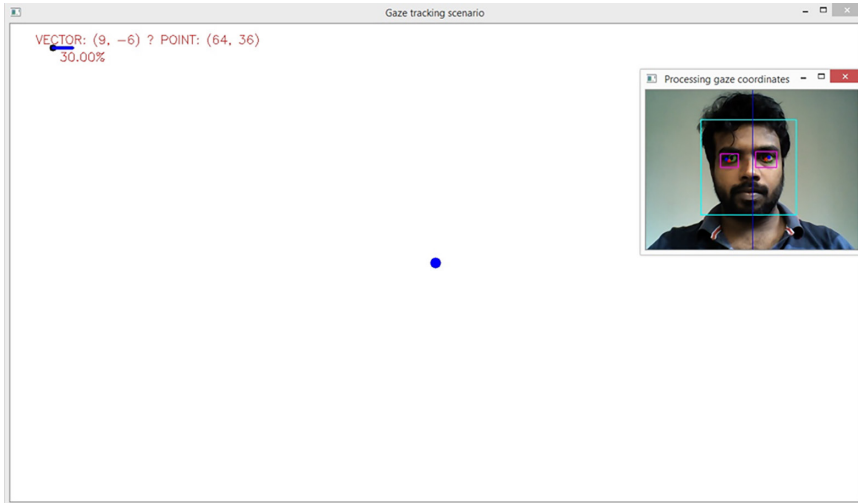 Gaze tracking scenario
VECTOR: (9, −6) ? POINT: (64, 36)
30.00%
Processing gaze coordinates